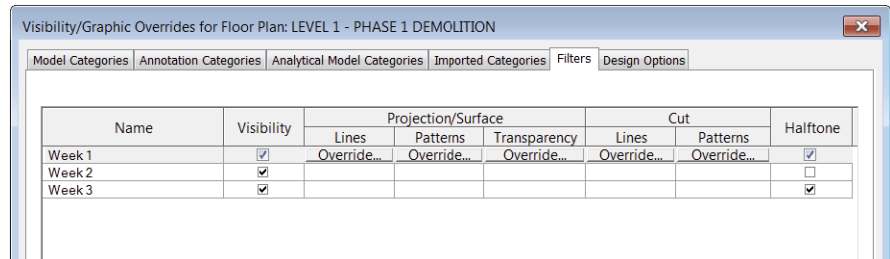 Visibility/Graphic Overrides for Floor Plan: LEVEL 1 - PHASE 1 DEMOLITION
Model Categories Annotation Categories Analytical Model Categories Imported Categories Filters Design Options
Name Visibility Projection/Surface Cut Halftone
Lines Patterns Transparency Lines Patterns
Week 1 Override... Override... Override... Override... Override...
Week 2
Week 3